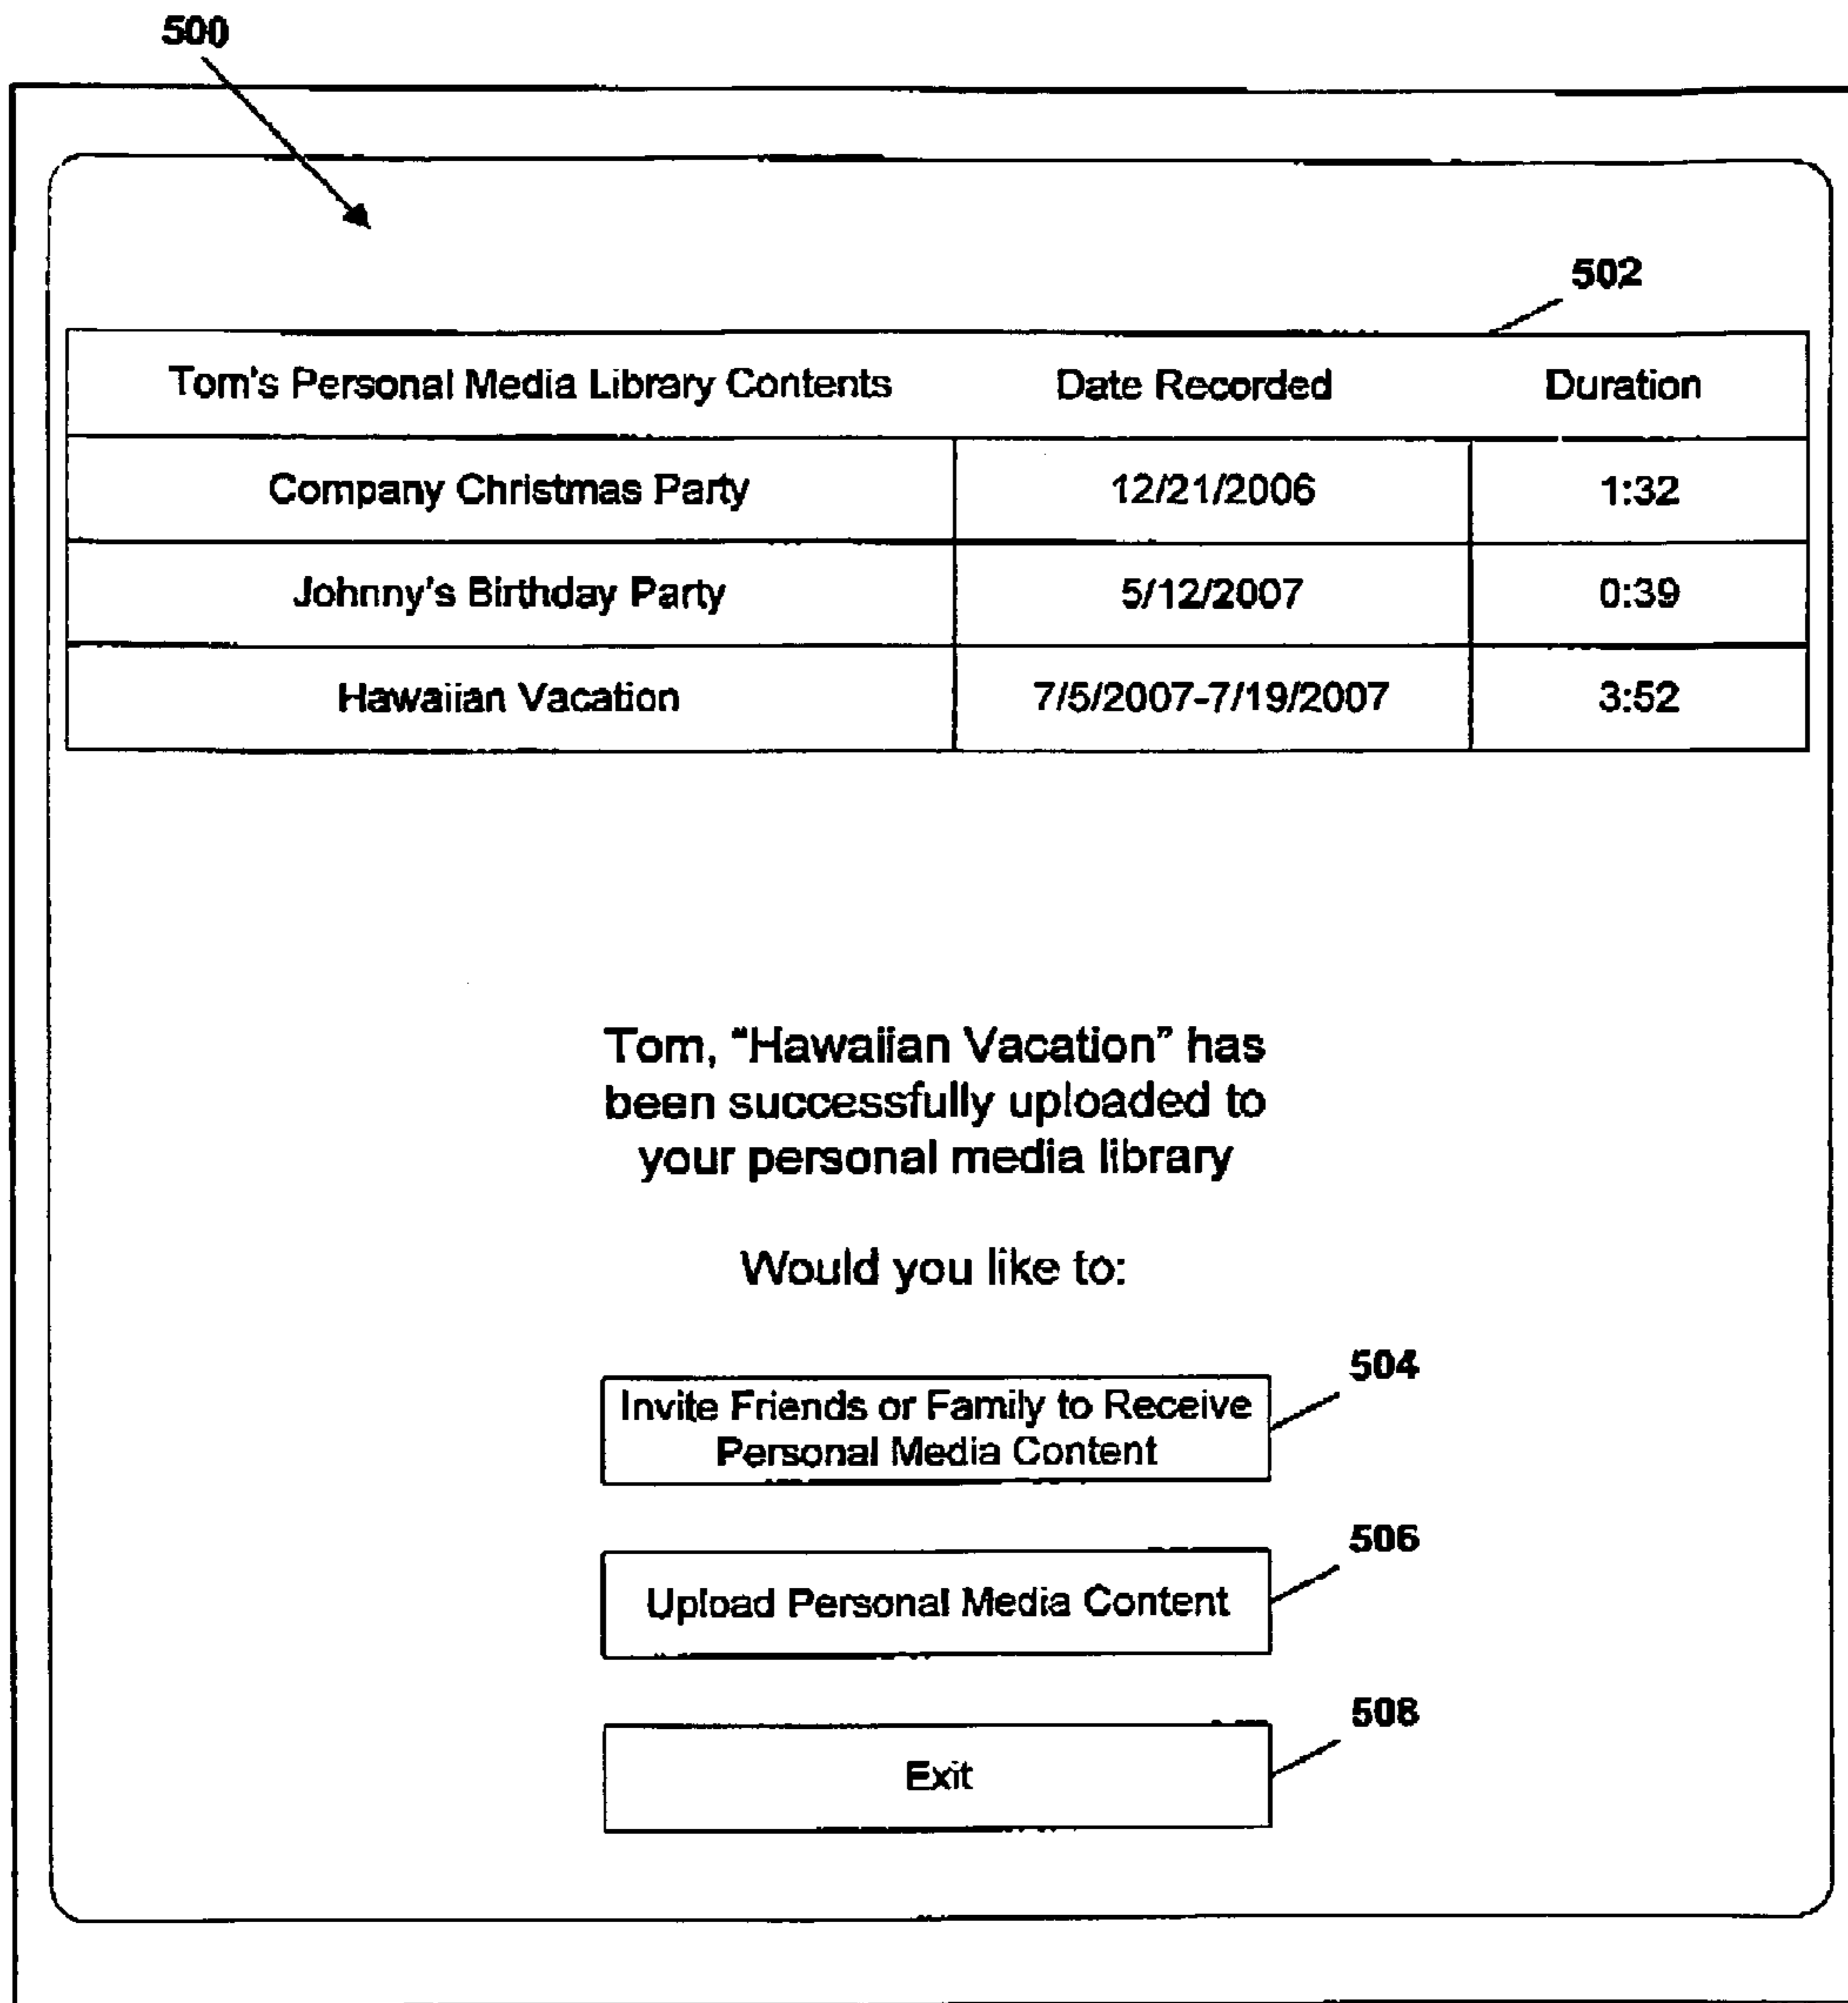 500
502
Tom's Personal Media Library Contents Date Recorded Duration
Company Christmas Party 12/21/2006 1:32
Johnny's Birthday Party 5/12/2007 0:39
Hawaiian Vacation 7/5/2007-7/19/2007 3:52
Tom, "Hawaiian Vacation" has
been successfully uploaded to
your personal media library
Would you like to:
504
Invite Friends or Family to Receive
Personal Media Content
506
Upload Personal Media Content
508
Exit